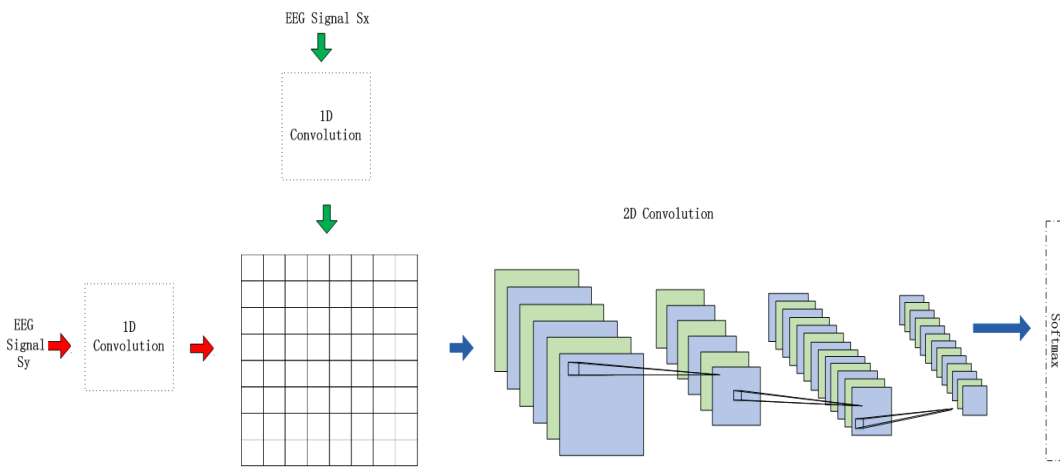 EEG Signal Sx
1D
Convolution
2D Convolution
EEG
Signal
Sy
1D
Convolution
Softmax